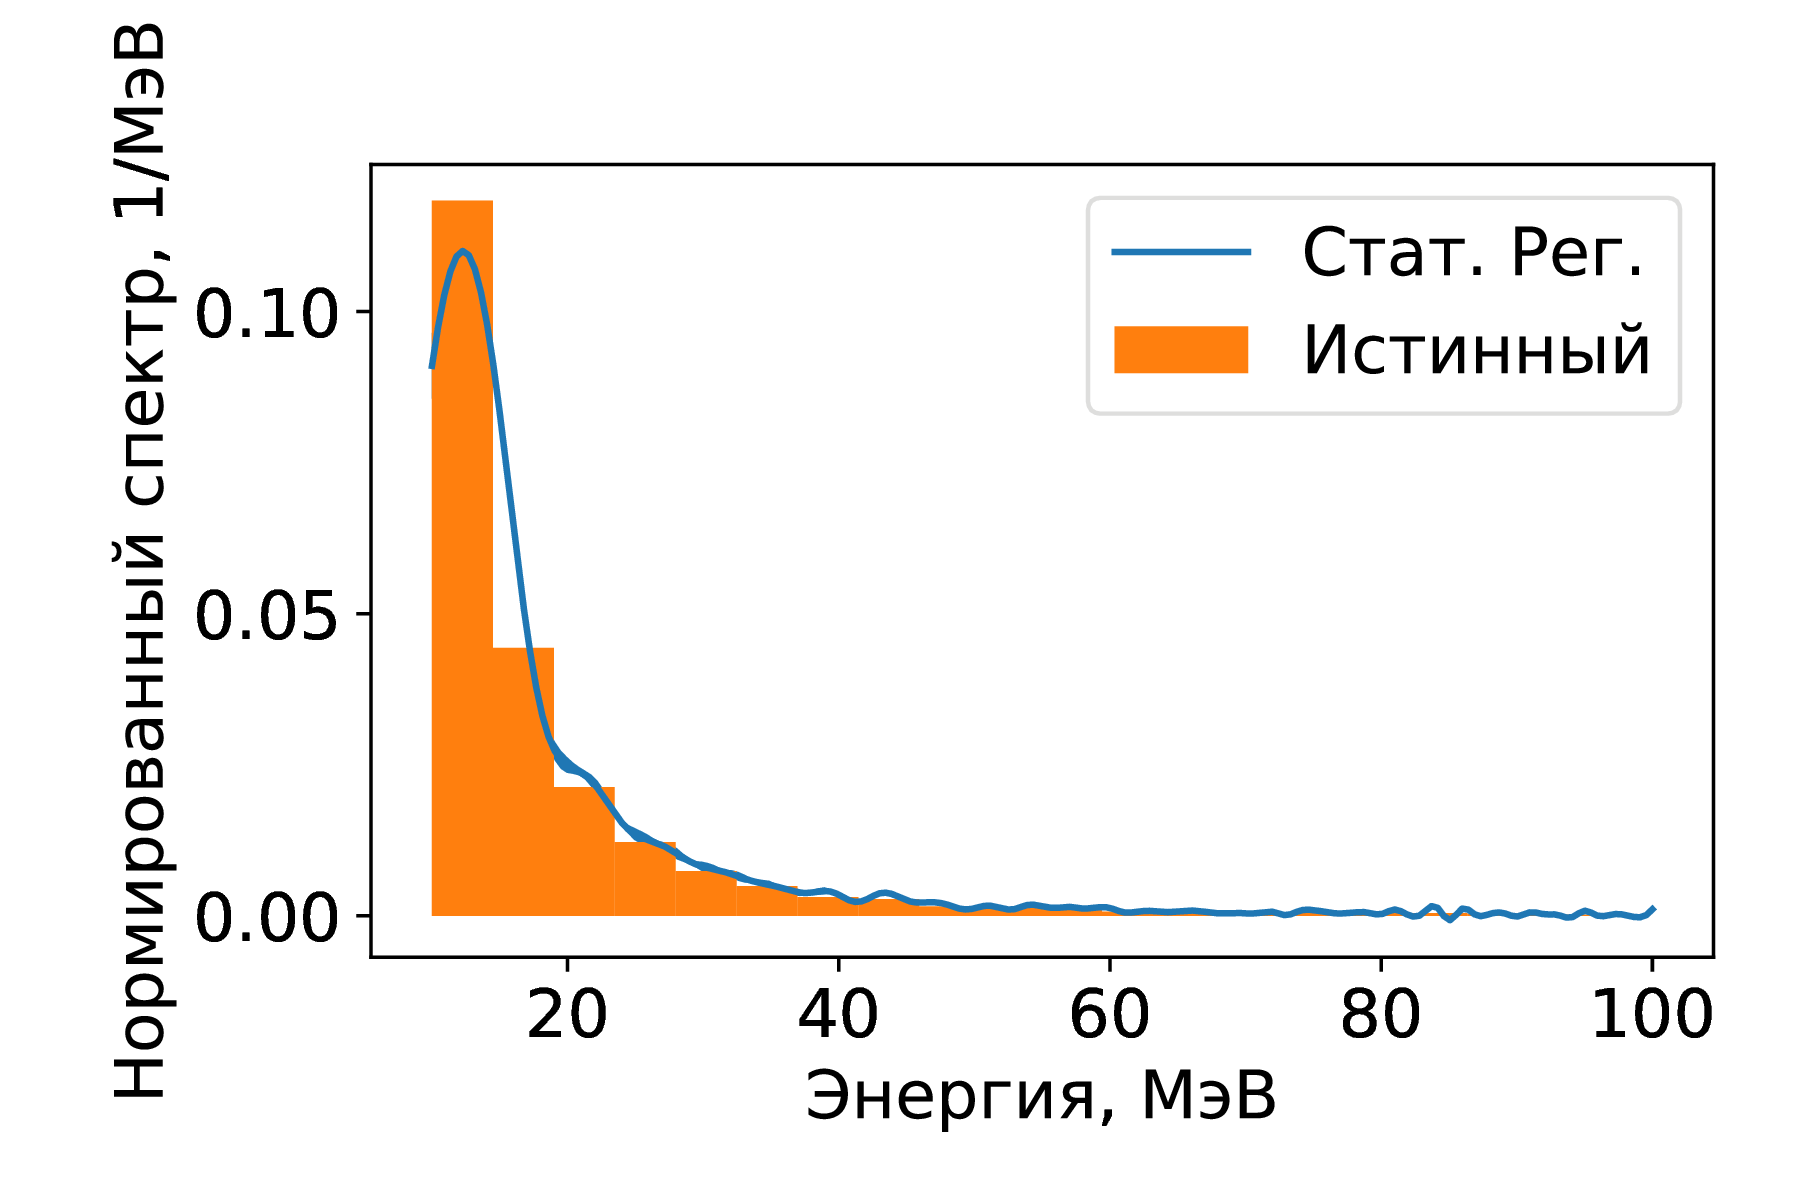 Нормированный спектр, 1/МэВ
0.10
0.05
0.00
Стат. Рег.
Истинный
20 40 60 80 100
Энергия, МэВ